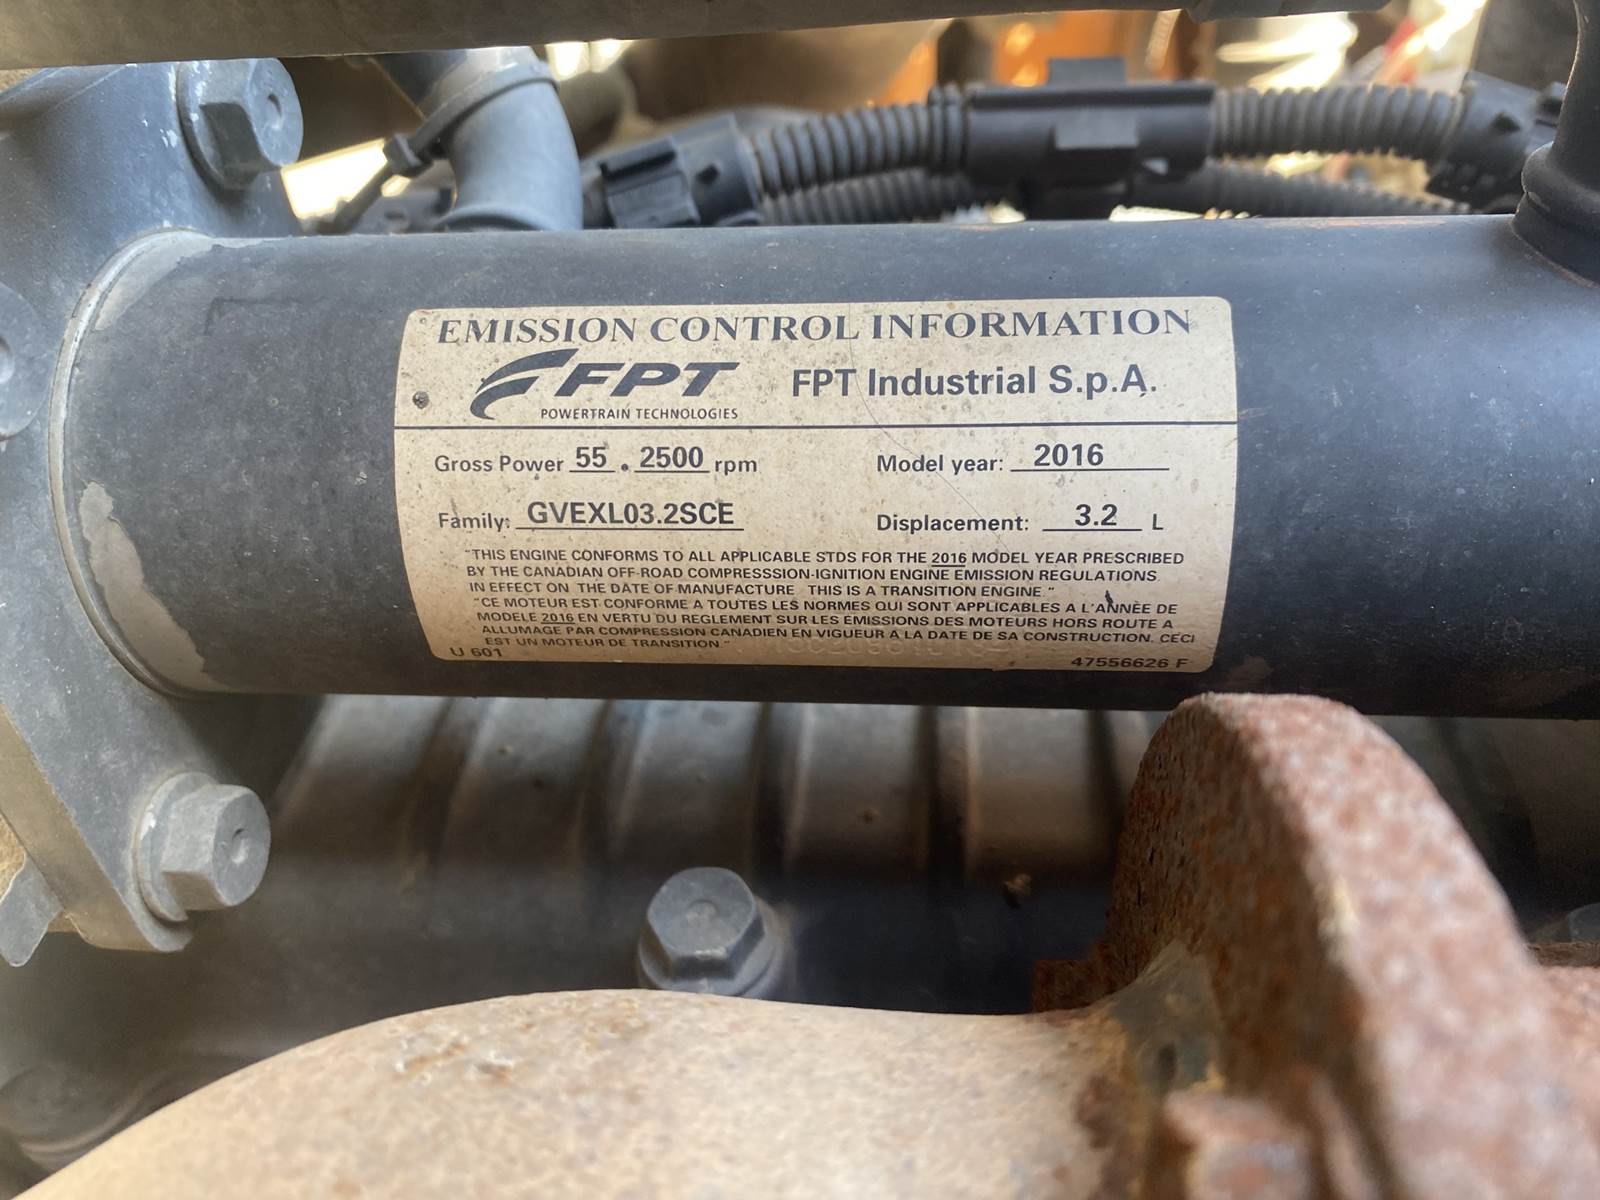 EMISSION CONTROL INFORMATION
FPT
POWERTRAIN TECHNOLOGIES
FPT Industrial S.p.A.
Gross Power 55 . 2500 rpm
Model year: 2016
Family: GVEXL03.2SCE
Displacement: 3.2 L
"THIS ENGINE CONFORMS TO ALL APPLICABLE STDS FOR THE 2016 MODEL YEAR PRESCRIBED
BY THE CANADIAN OFF-ROAD COMPRESSSION-IGNITION ENGINE EMISSION REGULATIONS
IN EFFECT ON THE DATE OF MANUFACTURE THIS IS A TRANSITION ENGINE."
"CE MOTEUR EST CONFORME A TOUTES LES NORMES QUI SONT APPLICABLES A L'ANNÈE DE
MODELE 2016 EN VERTU DU REGLEMENT SUR LES EMISSIONS DES MOTEURS HORS ROUTE A
ALLUMAGE PAR COMPRESSION CANADIEN EN VIGUEUR A LA DATE DE SA CONSTRUCTION. CECI
EST UN MOTEUR DE TRANSITION."
U 601
47556626 F